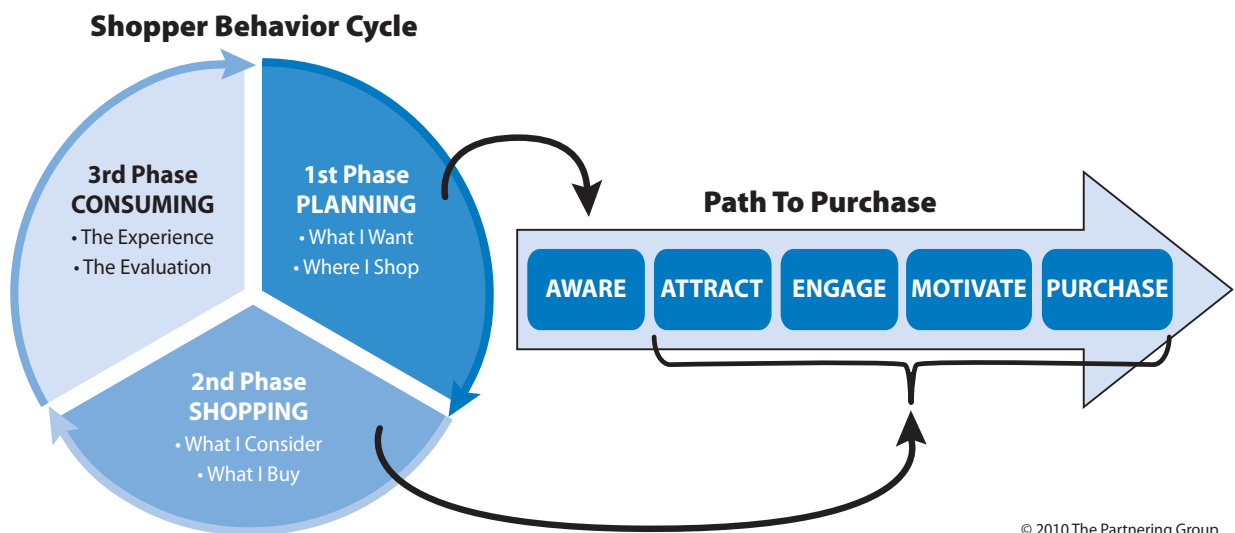 Shopper Behavior Cycle
3rd Phase
CONSUMING
• The Experience
• The Evaluation
1st Phase
PLANNING
• What I Want
• Where I Shop
2nd Phase
SHOPPING
• What I Consider
• What I Buy
Path To Purchase
AWARE
ATTRACT
ENGAGE
MOTIVATE
PURCHASE
© 2010 The Partnering Group